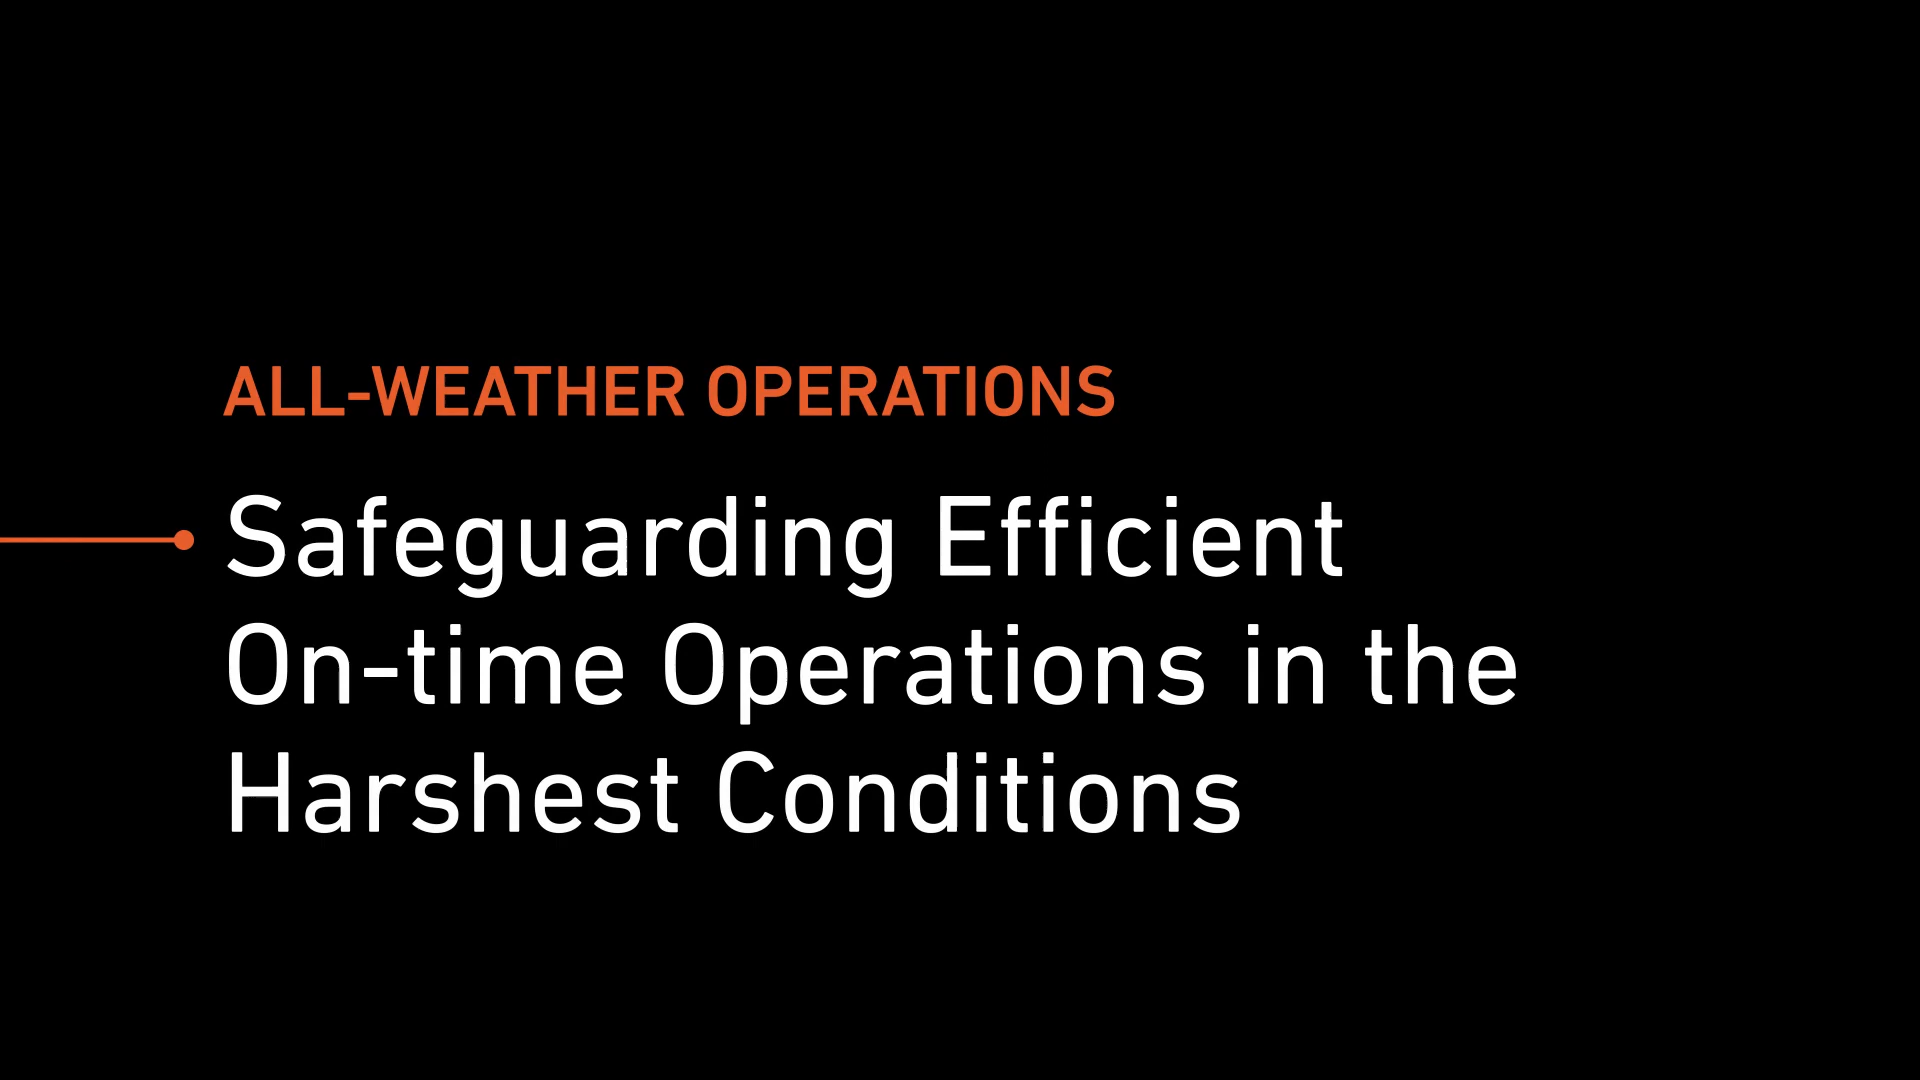 ALL-WEATHER OPERATIONS
Safeguarding Efficient
On-time Operations in the
Harshest Conditions